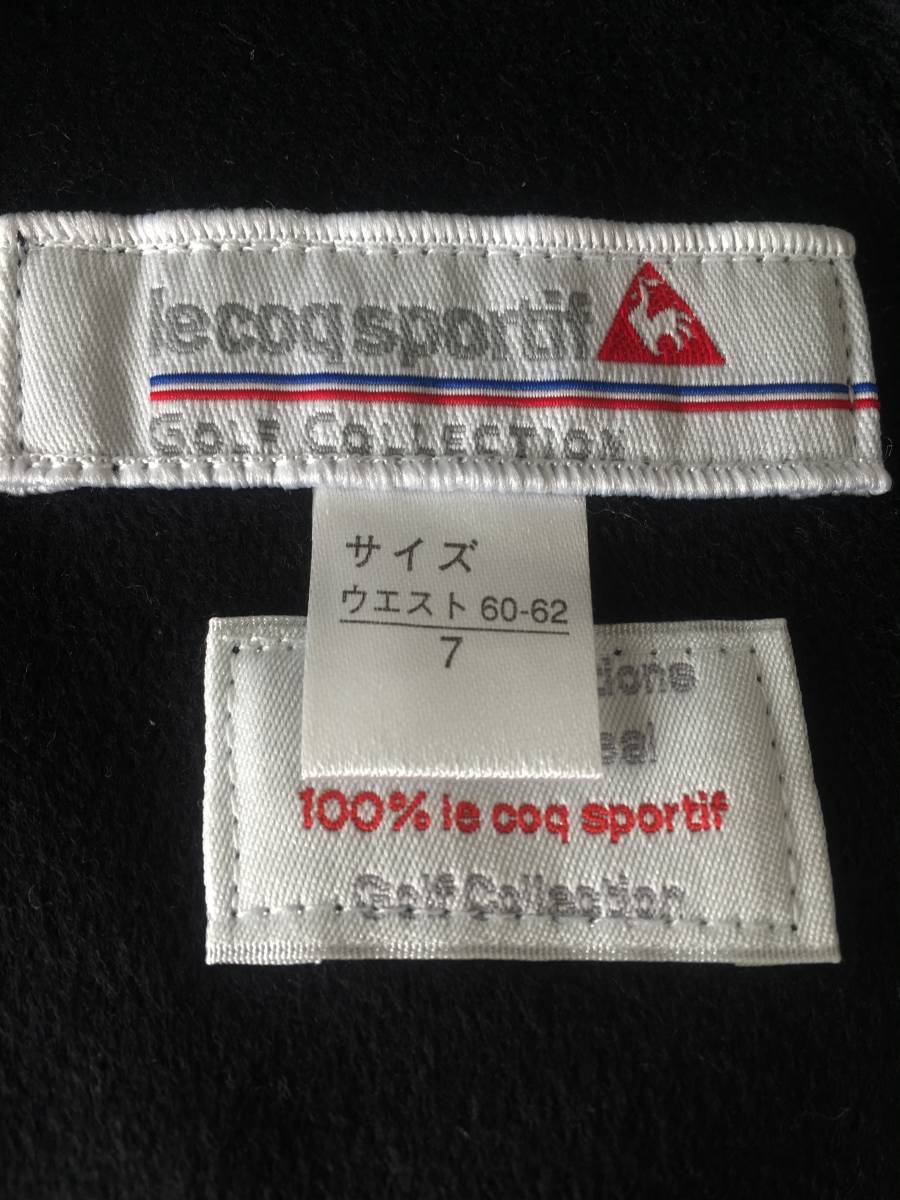 le coq sportif
GOLF COLLECTION
サイズ
ウエスト 60-62
7
100% le coq sportif
Golf Collection